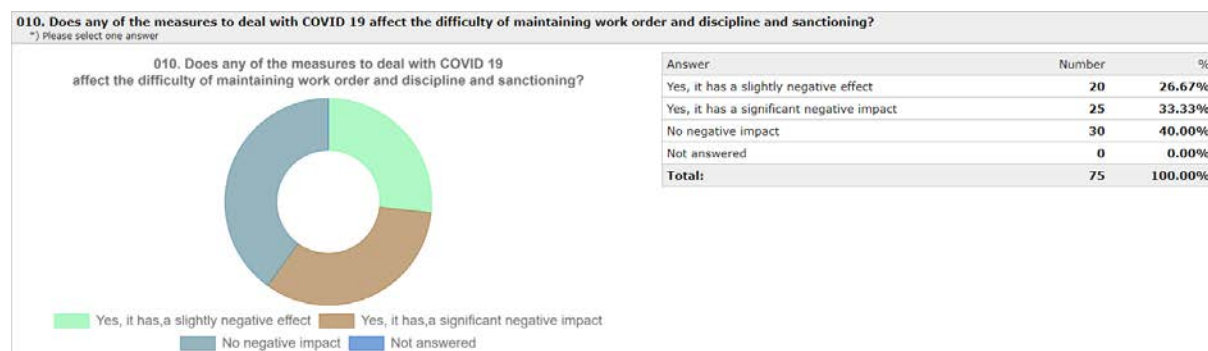 010. Does any of the measures to deal with COVID 19 affect the difficulty of maintaining work order and discipline and sanctioning?
*) Please select one answer
010. Does any of the measures to deal with COVID 19
affect the difficulty of maintaining work order and discipline and sanctioning?
Yes, it has,a slightly negative effect Yes, it has,a significant negative impact
No negative impact Not answered
Answer Number %
Yes, it has a slightly negative effect 20 26.67%
Yes, it has a significant negative impact 25 33.33%
No negative impact 30 40.00%
Not answered 0 0.00%
Total: 75 100.00%